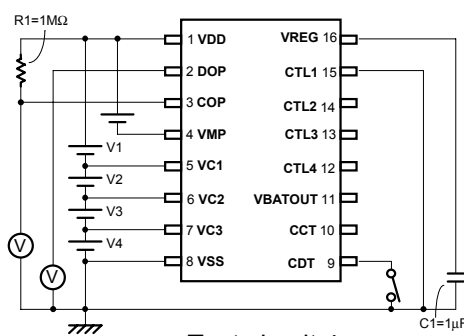 R1=1MΩ
1 VDD
2 DOP
3 COP
4 VMP
5 VC1
6 VC2
7 VC3
8 VSS
VREG 16
CTL1 15
CTL2 14
CTL3 13
CTL4 12
VBATOUT 11
CCT 10
CDT 9
V1
V2
V3
V4
V
V
C1=1μF